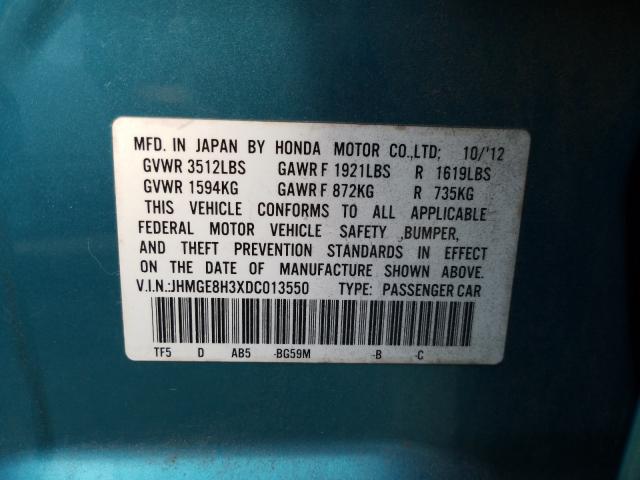 MFD. IN JAPAN BY HONDA MOTOR CO.,LTD; 10/'12
GVWR 3512LBS GAWR F 1921LBS R 1619LBS
GVWR 1594KG GAWR F 872KG R 735KG
THIS VEHICLE CONFORMS TO ALL APPLICABLE
FEDERAL MOTOR VEHICLE SAFETY ,BUMPER,
AND THEFT PREVENTION STANDARDS IN EFFECT
ON THE DATE OF MANUFACTURE SHOWN ABOVE.
V.I.N.:JHMGE8H3XDC013550 TYPE: PASSENGER CAR
TF5 D AB5 -BG59M -B -C